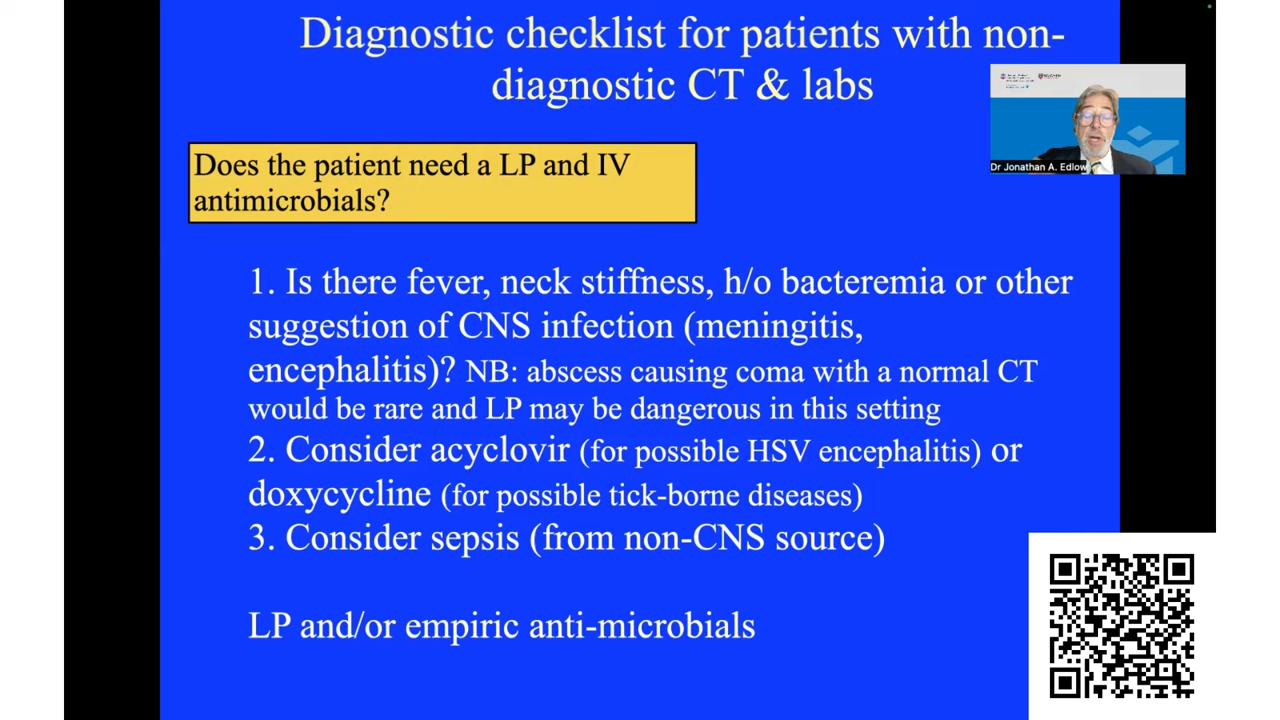 Diagnostic checklist for patients with non-
diagnostic CT & labs
Dr Jonathan A. Edlow
Does the patient need a LP and IV
antimicrobials?
1. Is there fever, neck stiffness, h/o bacteremia or other
suggestion of CNS infection (meningitis,
encephalitis)? NB: abscess causing coma with a normal CT
would be rare and LP may be dangerous in this setting
2. Consider acyclovir (for possible HSV encephalitis) or
doxycycline (for possible tick-borne diseases)
3. Consider sepsis (from non-CNS source)
LP and/or empiric anti-microbials